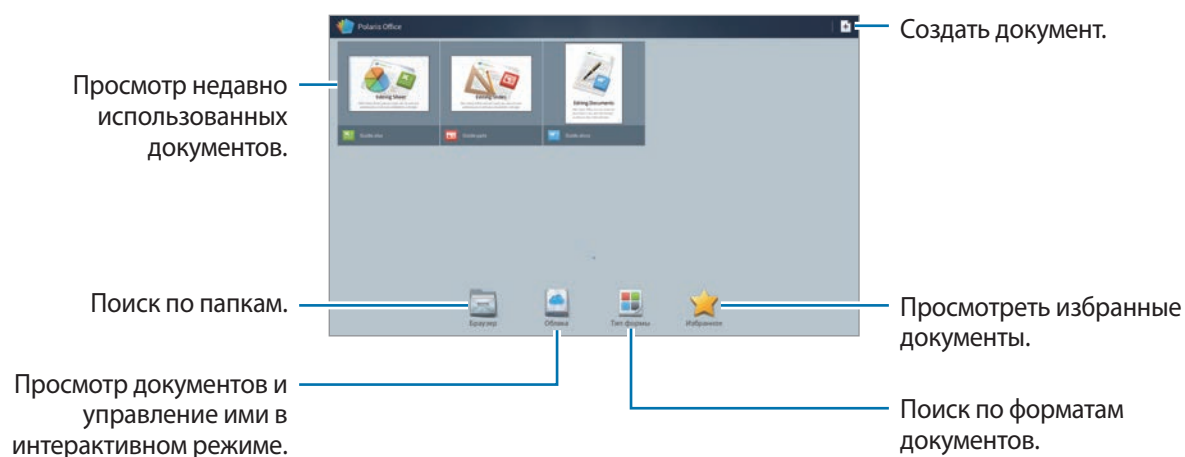 Polaris Office
Создать документ.
Просмотр недавно
использованных
документов.
Editing Sheet
Editing Slides
Editing Documents
Поиск по папкам.
Браузер
Облака
Тип формы
Избранное
Просмотреть избранные
документы.
Просмотр документов и
управление ими в
интерактивном режиме.
Поиск по форматам
документов.